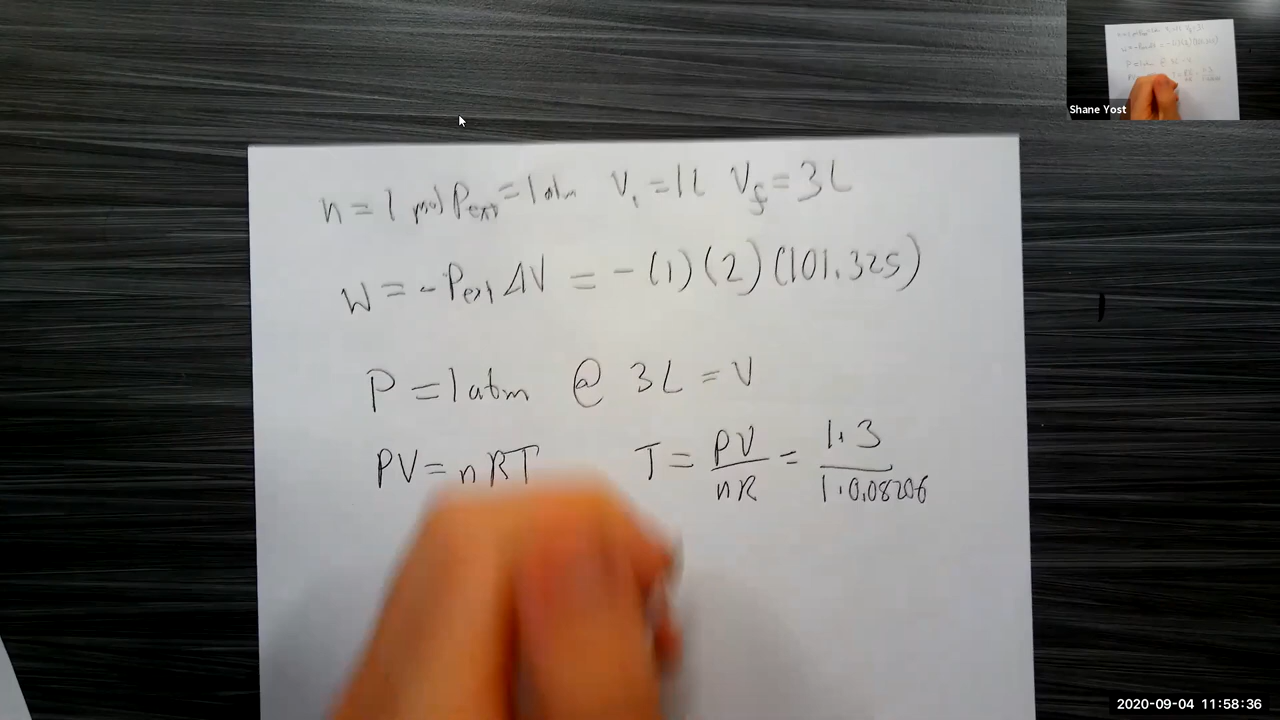 Shane Yost
n = 1 mol Pext = 1 atm Vi = 1L Vf = 3L
w = -Pext ΔV = -(1)(2)(101.325)
P = 1 atm @ 3L = V
PV = nRT T = PV/nR = 1·3/1·0.08206
2020-09-04 11:58:36